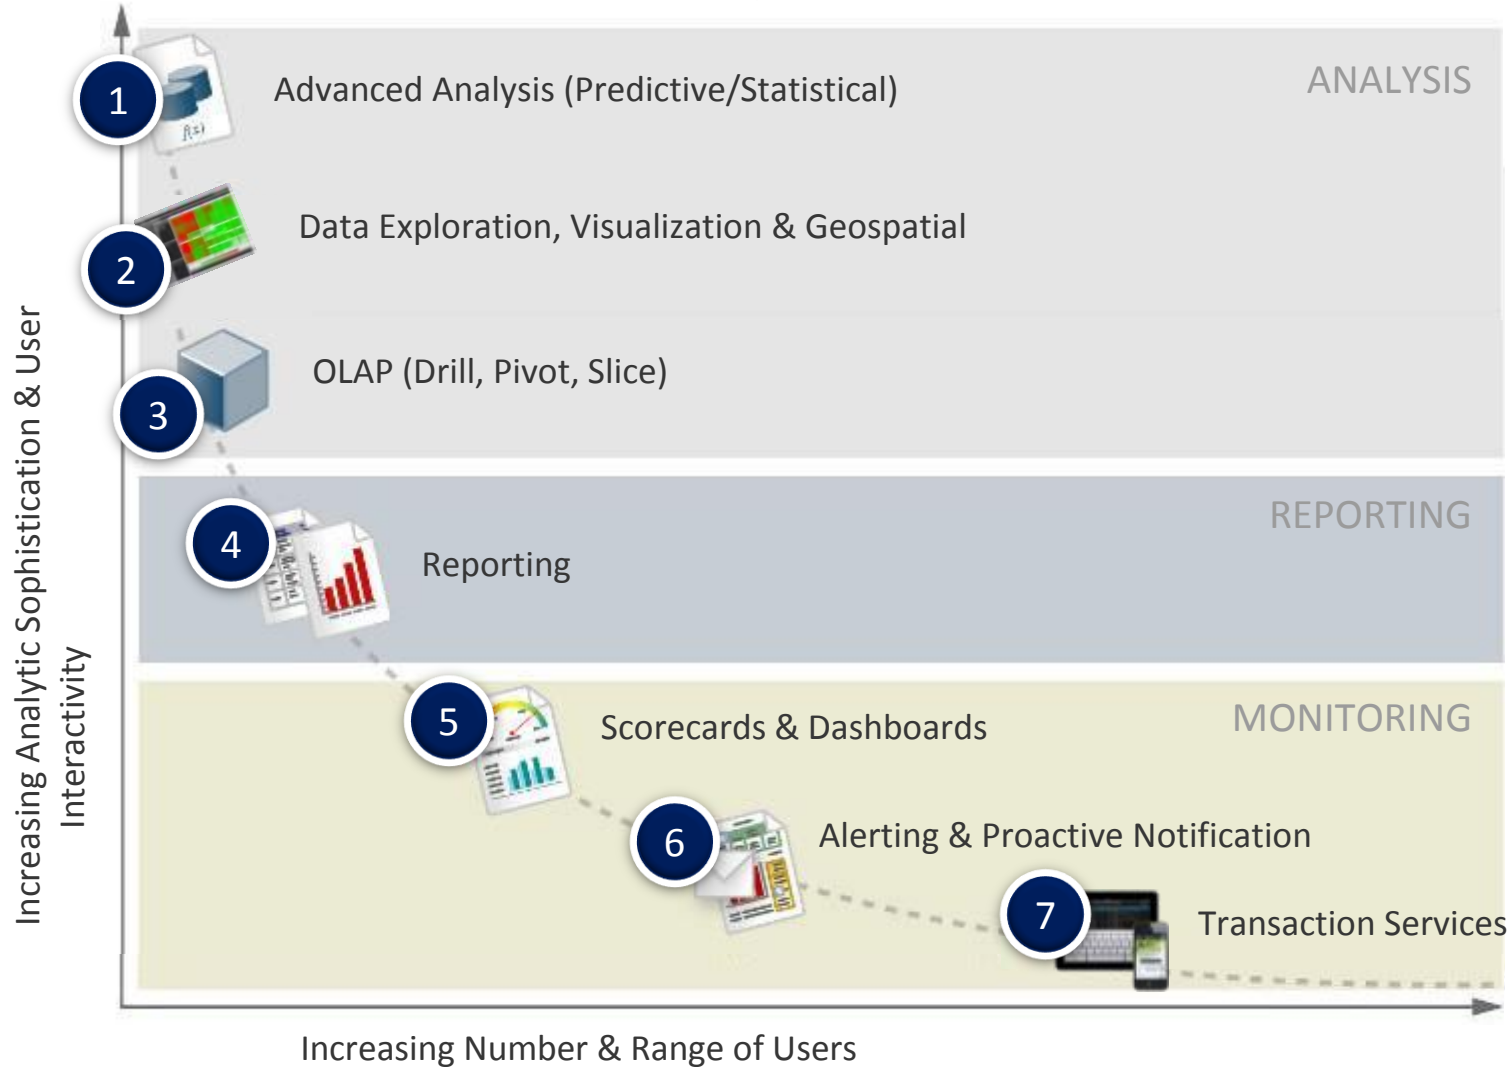 1
Advanced Analysis (Predictive/Statistical)
ANALYSIS
f(x)
2
Data Exploration, Visualization & Geospatial
3
OLAP (Drill, Pivot, Slice)
4
Reporting
REPORTING
5
Scorecards & Dashboards
MONITORING
6
Alerting & Proactive Notification
7
Transaction Services
Increasing Analytic Sophistication & User
Interactivity
Increasing Number & Range of Users